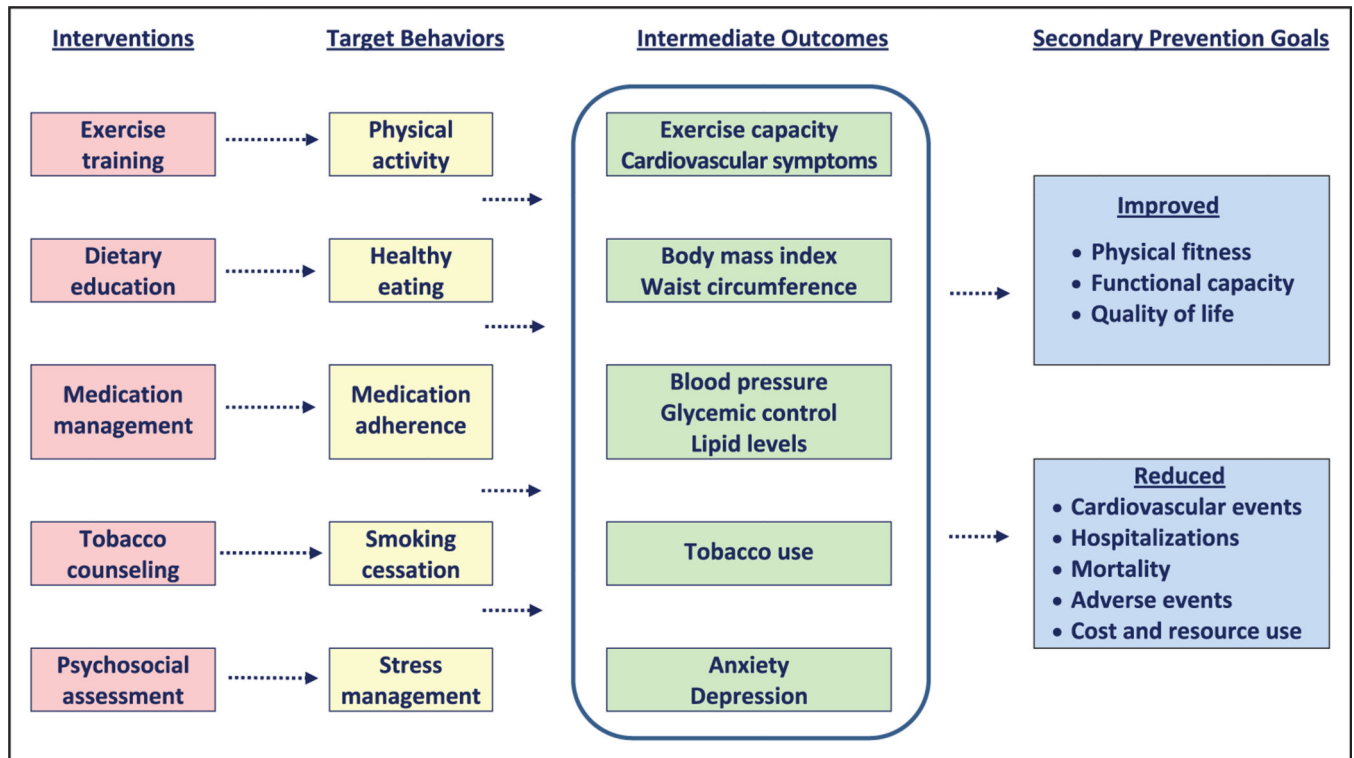 Interventions
Target Behaviors
Intermediate Outcomes
Secondary Prevention Goals
Exercise
training
Physical
activity
Exercise capacity
Cardiovascular symptoms
Dietary
education
Healthy
eating
Body mass index
Waist circumference
Medication
management
Medication
adherence
Blood pressure
Glycemic control
Lipid levels
Tobacco
counseling
Smoking
cessation
Tobacco use
Psychosocial
assessment
Stress
management
Anxiety
Depression
Improved
• Physical fitness
• Functional capacity
• Quality of life
Reduced
• Cardiovascular events
• Hospitalizations
• Mortality
• Adverse events
• Cost and resource use